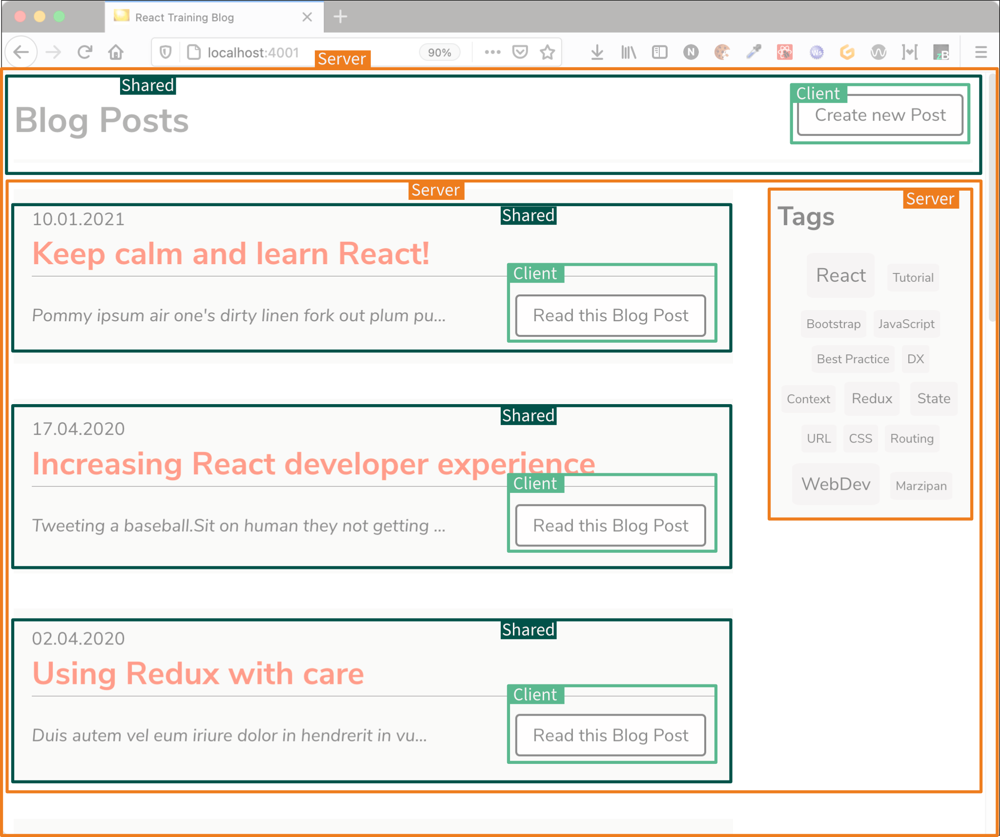 React Training Blog
localhost:4001
90%
N
Ws
zB
Server
Shared
Client
Blog Posts
Create new Post
Server
Shared
10.01.2021
Keep calm and learn React!
Client
Pommy ipsum air one's dirty linen fork out plum pu...
Read this Blog Post
Shared
17.04.2020
Increasing React developer experience
Client
Tweeting a baseball.Sit on human they not getting ...
Read this Blog Post
Shared
02.04.2020
Using Redux with care
Client
Duis autem vel eum iriure dolor in hendrerit in vu...
Read this Blog Post
Server
Tags
React Tutorial
Bootstrap JavaScript
Best Practice DX
Context Redux State
URL CSS Routing
WebDev Marzipan